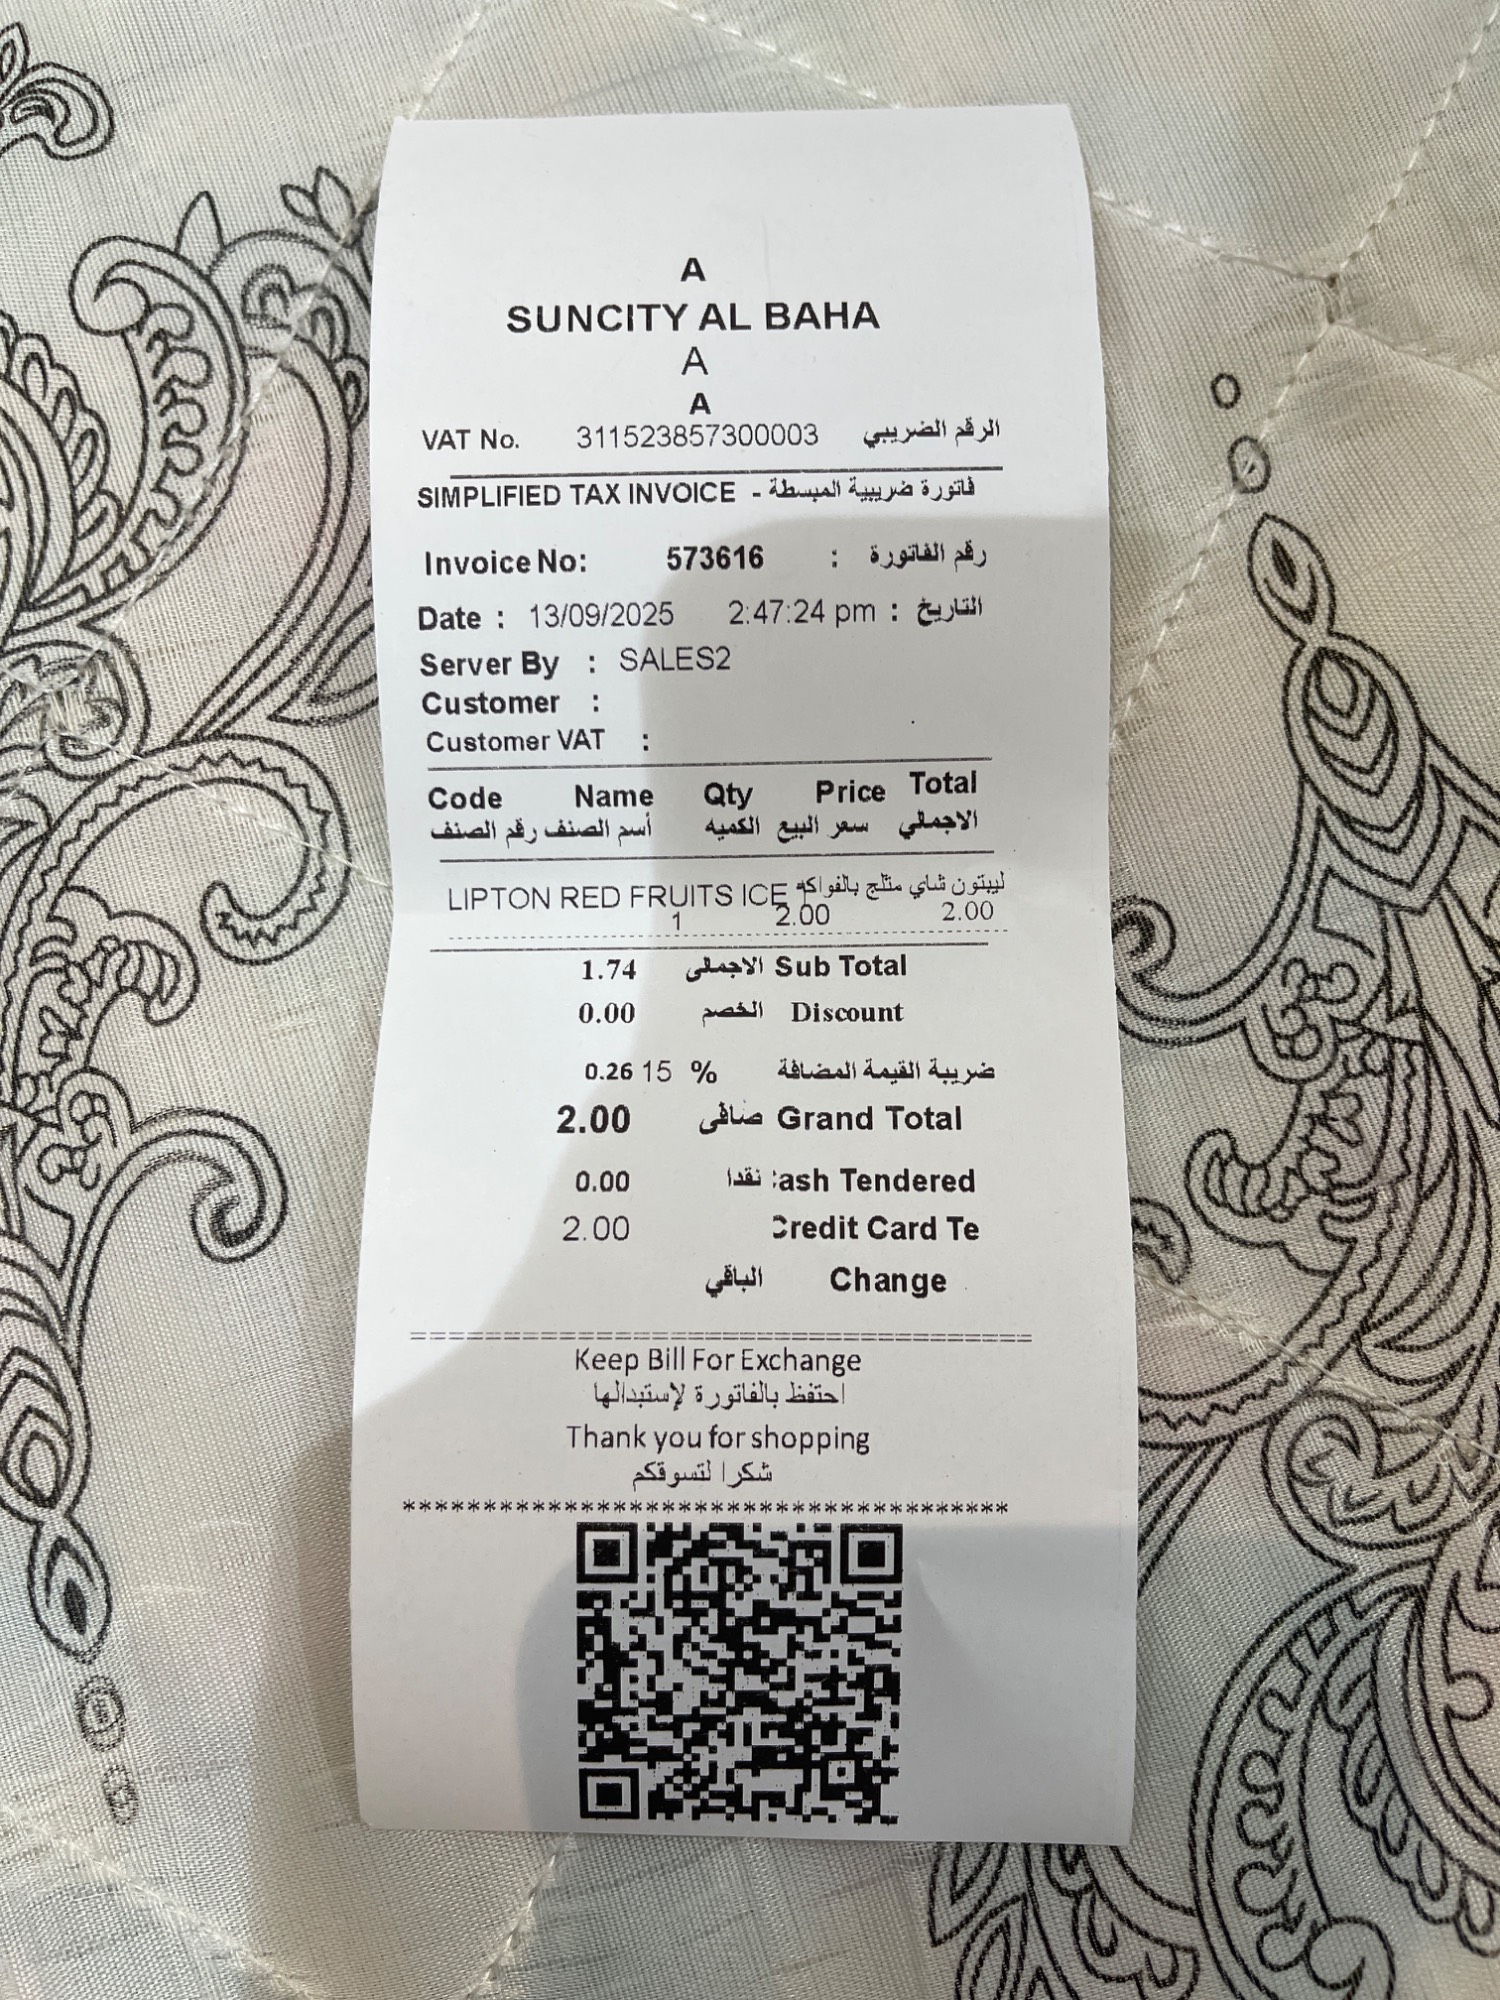 A
SUNCITY AL BAHA
A
A
VAT No. 311523857300003 الرقم الضريبي
SIMPLIFIED TAX INVOICE - فاتورة ضريبية المبسطة
Invoice No: 573616 : رقم الفاتورة
Date : 13/09/2025 2:47:24 pm : التاريخ
Server By : SALES2
Customer :
Customer VAT :
Code Name Qty Price Total
رقم الصنف أسم الصنف الكميه سعر البيع الاجمالي
LIPTON RED FRUITS ICE ليبتون شاي مثلج بالفواكه
1 2.00 2.00
1.74 الاجمالى Sub Total
0.00 الخصم Discount
0.26 15 % ضريبة القيمة المضافة
2.00 صافى Grand Total
0.00 نقدا ash Tendered
2.00 Credit Card Te
الباقي Change
=======================================
Keep Bill For Exchange
احتفظ بالفاتورة لإستبدالها
Thank you for shopping
شكرا لتسوقكم
***************************************